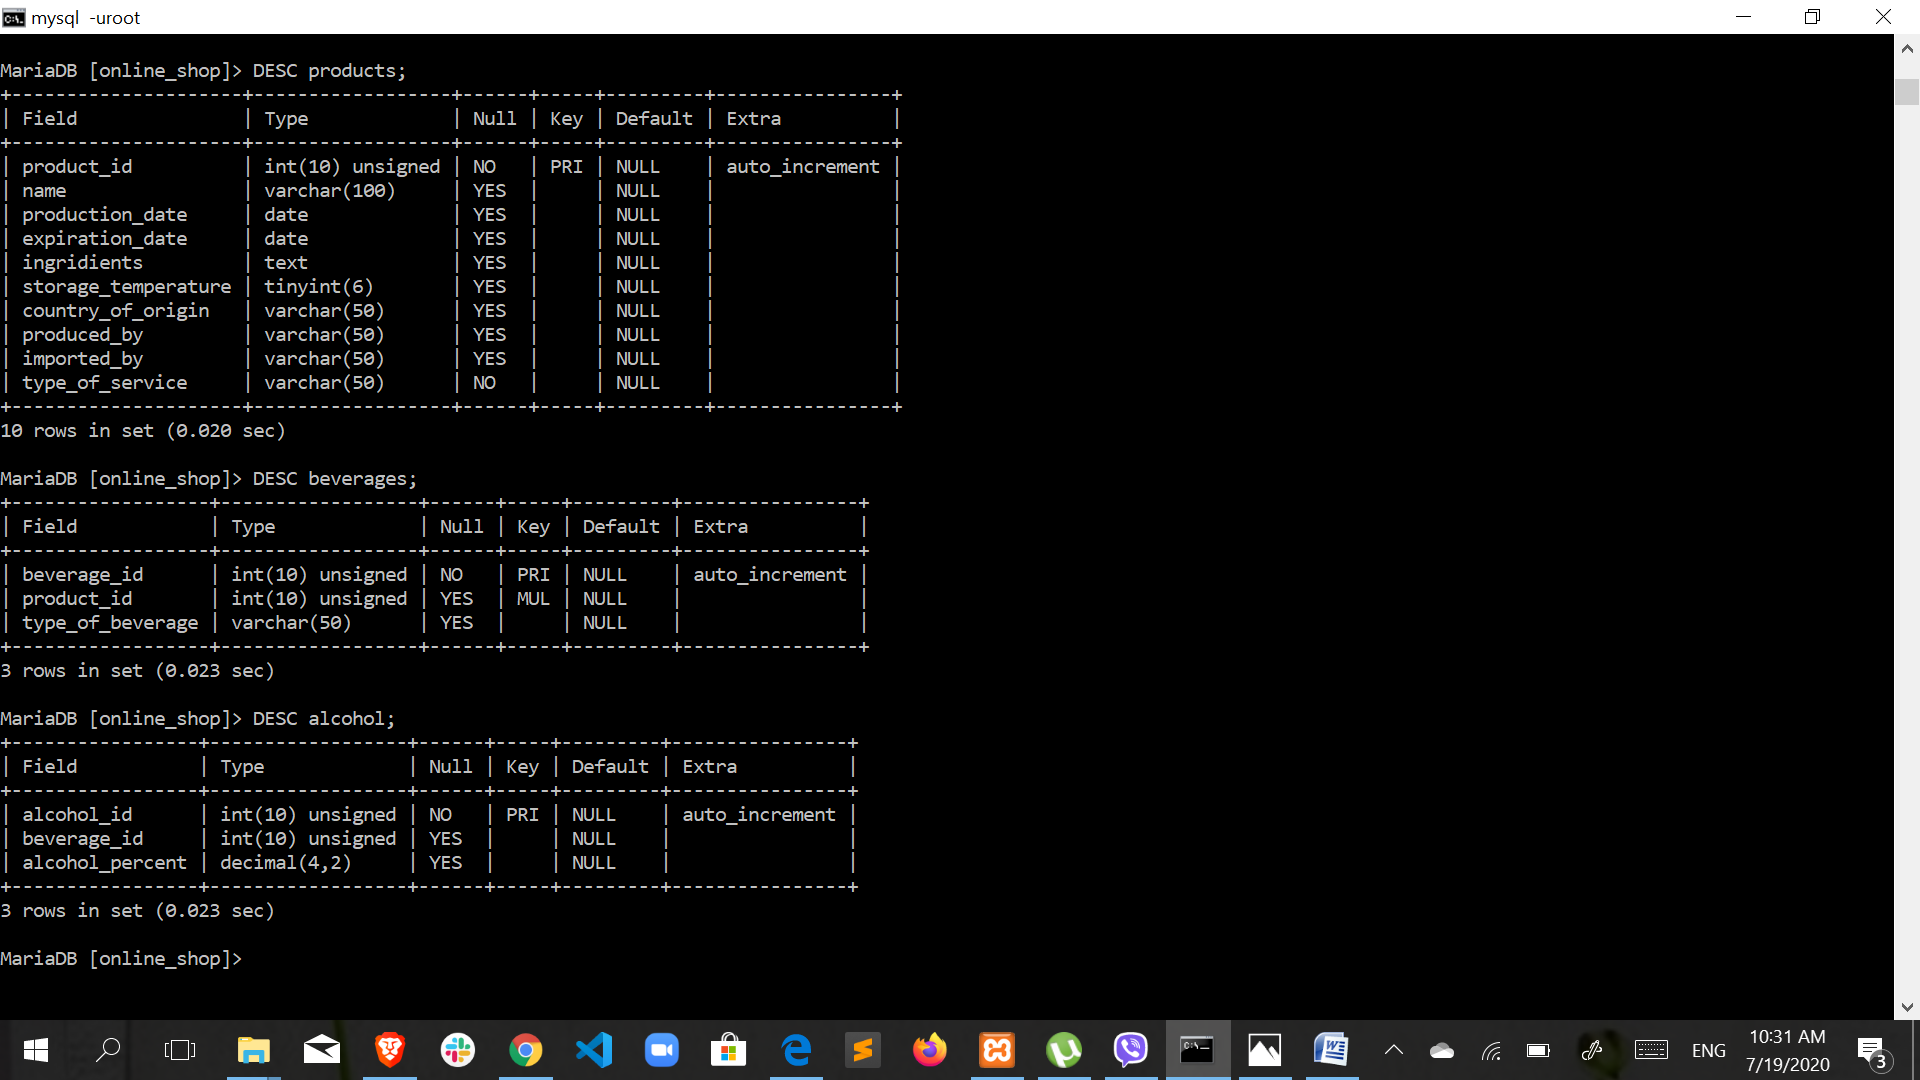 mysql  -uroot
MariaDB [online_shop]> DESC products;
+---------------------+------------------+------+-----+---------+----------------+
| Field               | Type             | Null | Key | Default | Extra          |
+---------------------+------------------+------+-----+---------+----------------+
| product_id          | int(10) unsigned | NO   | PRI | NULL    | auto_increment |
| name                | varchar(100)     | YES  |     | NULL    |                |
| production_date     | date             | YES  |     | NULL    |                |
| expiration_date     | date             | YES  |     | NULL    |                |
| ingridients         | text             | YES  |     | NULL    |                |
| storage_temperature | tinyint(6)       | YES  |     | NULL    |                |
| country_of_origin   | varchar(50)      | YES  |     | NULL    |                |
| produced_by         | varchar(50)      | YES  |     | NULL    |                |
| imported_by         | varchar(50)      | YES  |     | NULL    |                |
| type_of_service     | varchar(50)      | NO   |     | NULL    |                |
+---------------------+------------------+------+-----+---------+----------------+
10 rows in set (0.020 sec)
MariaDB [online_shop]> DESC beverages;
+------------------+------------------+------+-----+---------+----------------+
| Field            | Type             | Null | Key | Default | Extra          |
+------------------+------------------+------+-----+---------+----------------+
| beverage_id      | int(10) unsigned | NO   | PRI | NULL    | auto_increment |
| product_id       | int(10) unsigned | YES  | MUL | NULL    |                |
| type_of_beverage | varchar(50)      | YES  |     | NULL    |                |
+------------------+------------------+------+-----+---------+----------------+
3 rows in set (0.023 sec)
MariaDB [online_shop]> DESC alcohol;
+-----------------+------------------+------+-----+---------+----------------+
| Field           | Type             | Null | Key | Default | Extra          |
+-----------------+------------------+------+-----+---------+----------------+
| alcohol_id      | int(10) unsigned | NO   | PRI | NULL    | auto_increment |
| beverage_id     | int(10) unsigned | YES  |     | NULL    |                |
| alcohol_percent | decimal(4,2)     | YES  |     | NULL    |                |
+-----------------+------------------+------+-----+---------+----------------+
3 rows in set (0.023 sec)
MariaDB [online_shop]>
ENG
10:31 AM
7/19/2020
3